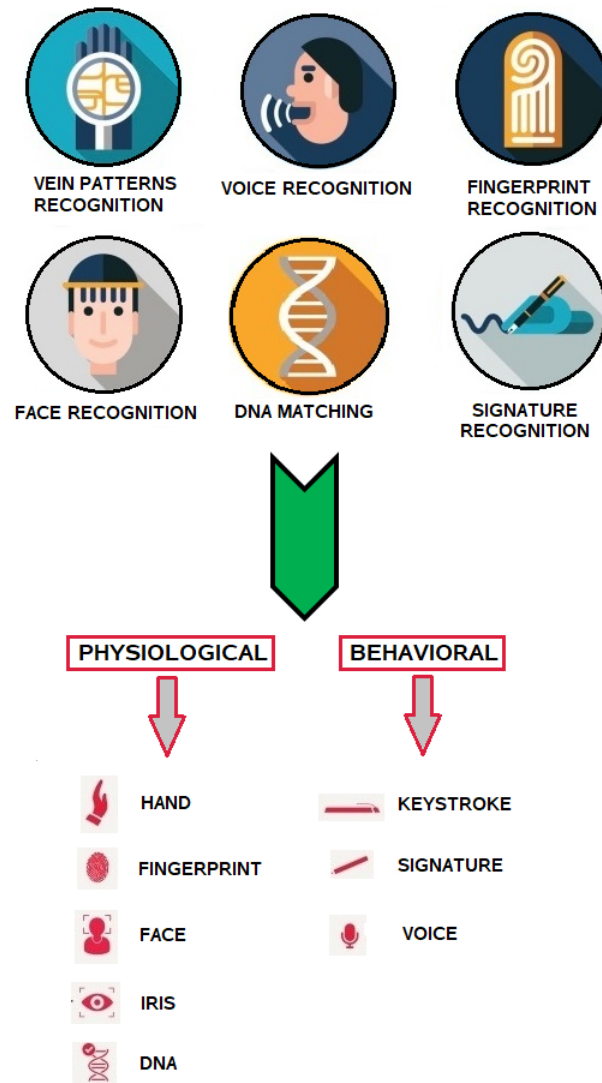 VEIN PATTERNS
RECOGNITION
VOICE RECOGNITION
FINGERPRINT
RECOGNITION
FACE RECOGNITION
DNA MATCHING
SIGNATURE
RECOGNITION
PHYSIOLOGICAL
BEHAVIORAL
HAND
KEYSTROKE
FINGERPRINT
SIGNATURE
FACE
VOICE
IRIS
DNA